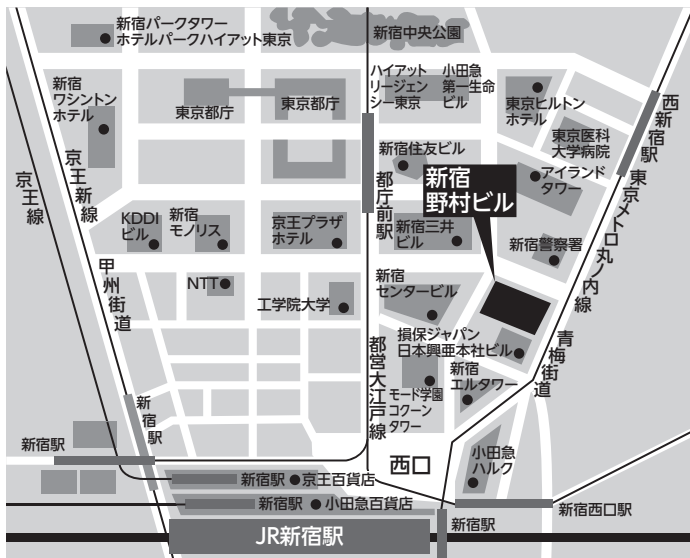 新宿パークタワー
ホテルパークハイアット東京
新宿中央公園
新宿
ワシントン
ホテル
東京都庁
東京都庁
ハイアット
リージェン
シー東京
小田急
第一生命
ビル
東京ヒルトン
ホテル
西新宿駅
東京医科
大学病院
新宿住友ビル
アイランド
タワー
京王線
京王新線
都庁前駅
新宿
野村ビル
東京メトロ丸ノ内線
KDDI
ビル
新宿
モノリス
京王プラザ
ホテル
新宿三井
ビル
新宿警察署
甲州街道
NTT
工学院大学
新宿
センタービル
損保ジャパン
日本興亜本社ビル
青梅街道
都営大江戸線
新宿
エルタワー
モード学園
コクーン
タワー
新宿駅
新宿駅
西口
小田急
ハルク
新宿駅
京王百貨店
新宿駅
小田急百貨店
新宿西口駅
新宿駅
JR新宿駅